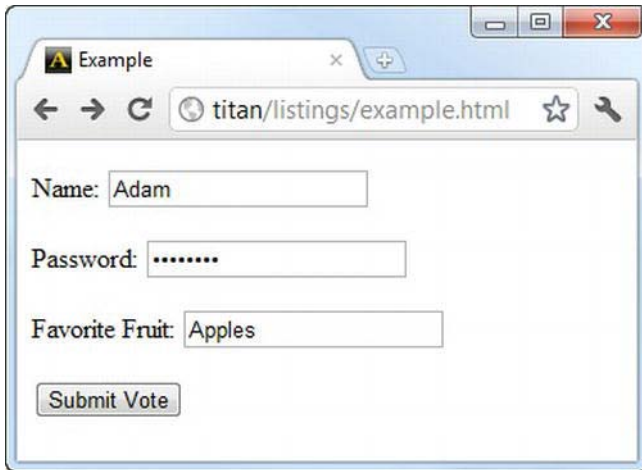 Example
titan/listings/example.html
Name: Adam
Password: ••••••••
Favorite Fruit: Apples
Submit Vote